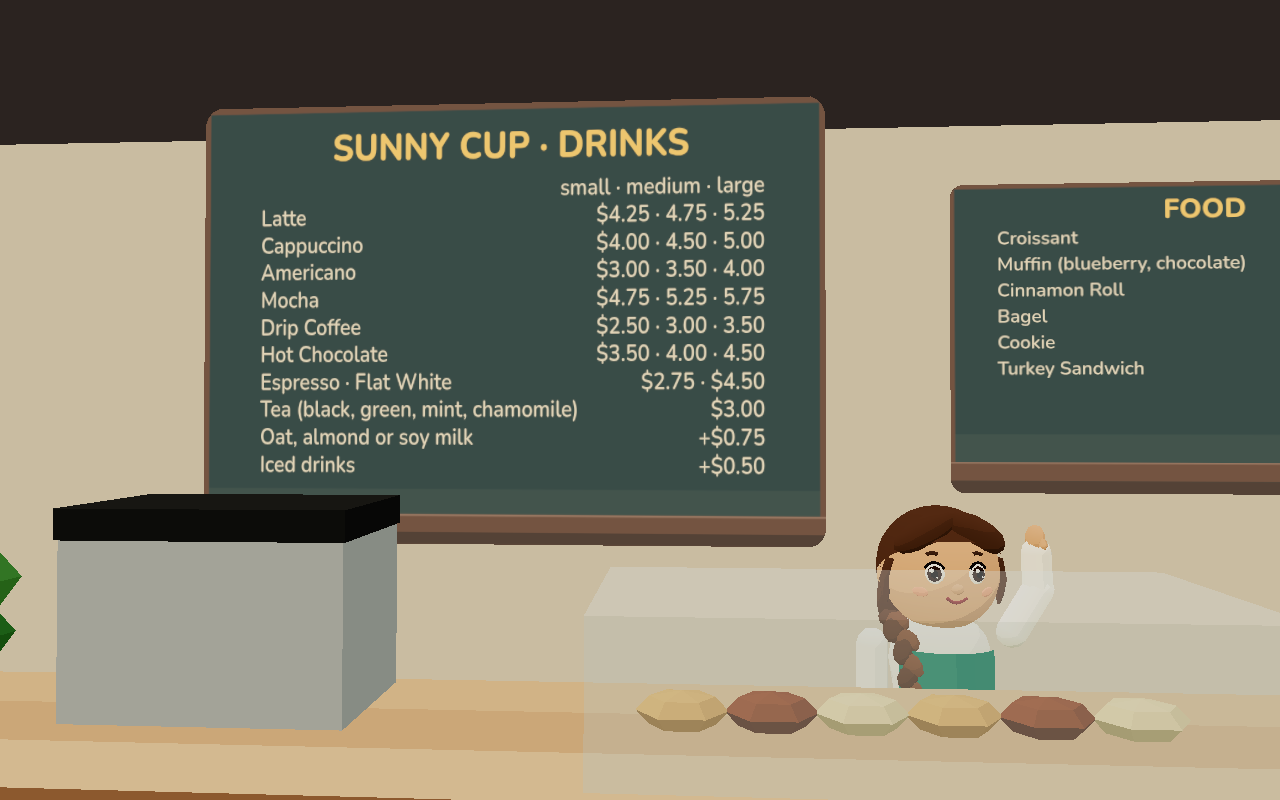 SUNNY CUP · DRINKS
small · medium · large
Latte $4.25 · 4.75 · 5.25
Cappuccino $4.00 · 4.50 · 5.00
Americano $3.00 · 3.50 · 4.00
Mocha $4.75 · 5.25 · 5.75
Drip Coffee $2.50 · 3.00 · 3.50
Hot Chocolate $3.50 · 4.00 · 4.50
Espresso · Flat White $2.75 · $4.50
Tea (black, green, mint, chamomile) $3.00
Oat, almond or soy milk +$0.75
Iced drinks +$0.50
FOOD
Croissant
Muffin (blueberry, chocolate)
Cinnamon Roll
Bagel
Cookie
Turkey Sandwich